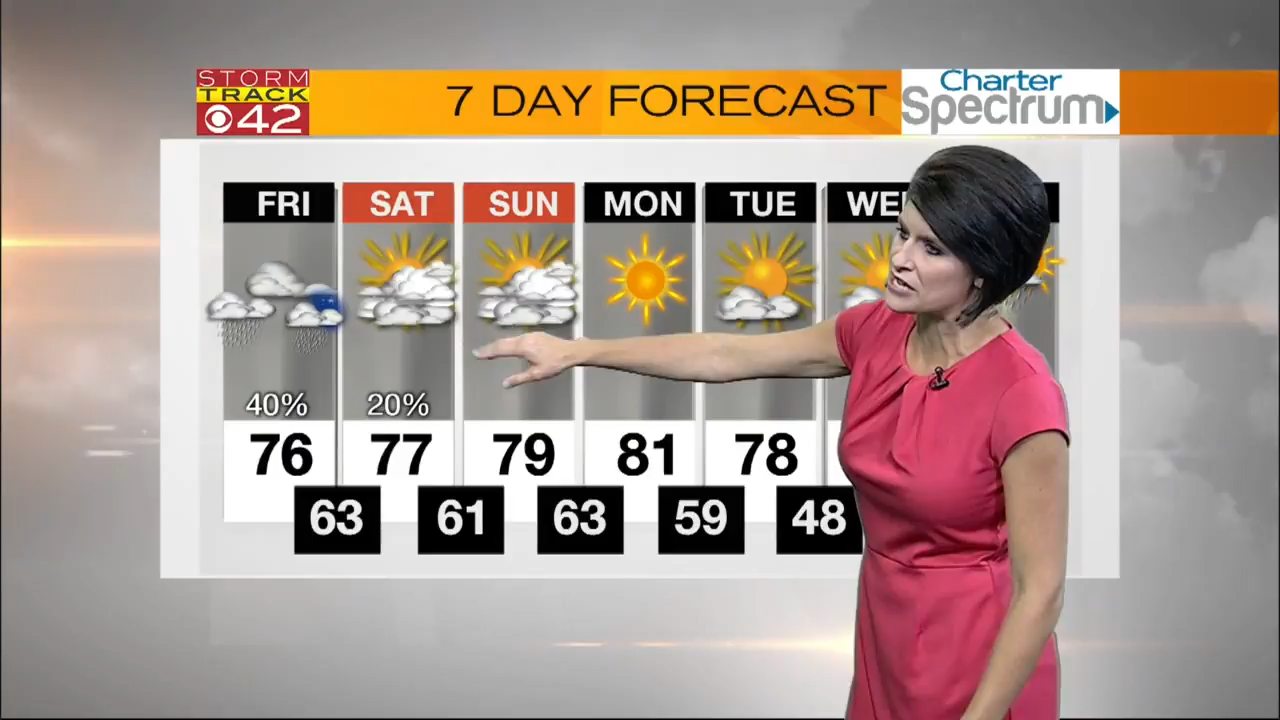 STORM
TRACK
42
7 DAY FORECAST
Charter
Spectrum
FRI SAT SUN MON TUE WE
40% 20%
76 77 79 81 78
63 61 63 59 48